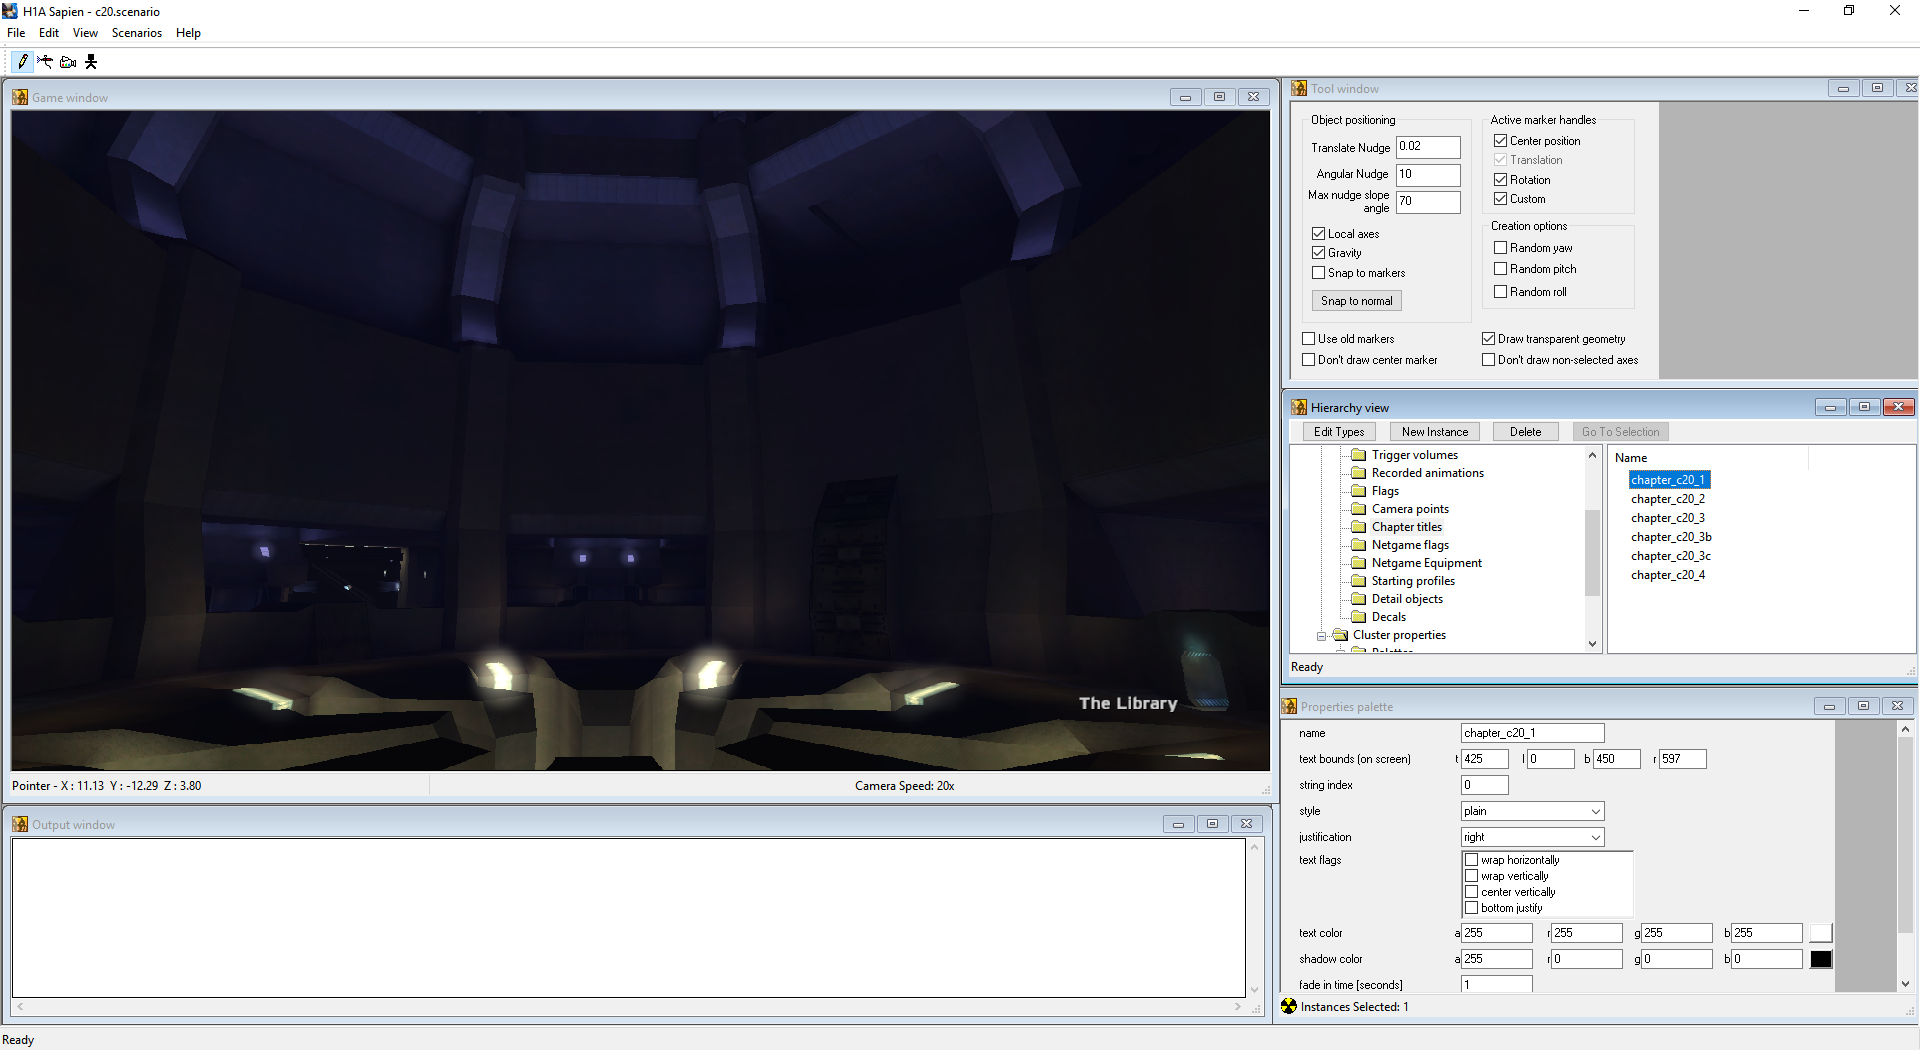 H1A Sapien - c20.scenario
File Edit View Scenarios Help
Game window
The Library
Pointer - X : 11.13 Y : -12.29 Z : 3.80
Camera Speed: 20x
Output window
Ready
Tool window
Object positioning
Translate Nudge 0.02
Angular Nudge 10
Max nudge slope
angle 70
Local axes
Gravity
Snap to markers
Snap to normal
Active marker handles
Center position
Translation
Rotation
Custom
Creation options
Random yaw
Random pitch
Random roll
Use old markers
Don't draw center marker
Draw transparent geometry
Don't draw non-selected axes
Hierarchy view
Edit Types New Instance Delete Go To Selection
Trigger volumes
Recorded animations
Flags
Camera points
Chapter titles
Netgame flags
Netgame Equipment
Starting profiles
Detail objects
Decals
Cluster properties
Palettes
Name
chapter_c20_1
chapter_c20_2
chapter_c20_3
chapter_c20_3b
chapter_c20_3c
chapter_c20_4
Ready
Properties palette
name chapter_c20_1
text bounds (on screen) t 425 l 0 b 450 r 597
string index 0
style plain
justification right
text flags
wrap horizontally
wrap vertically
center vertically
bottom justify
text color a 255 r 255 g 255 b 255
shadow color a 255 r 0 g 0 b 0
fade in time [seconds] 1
Instances Selected: 1